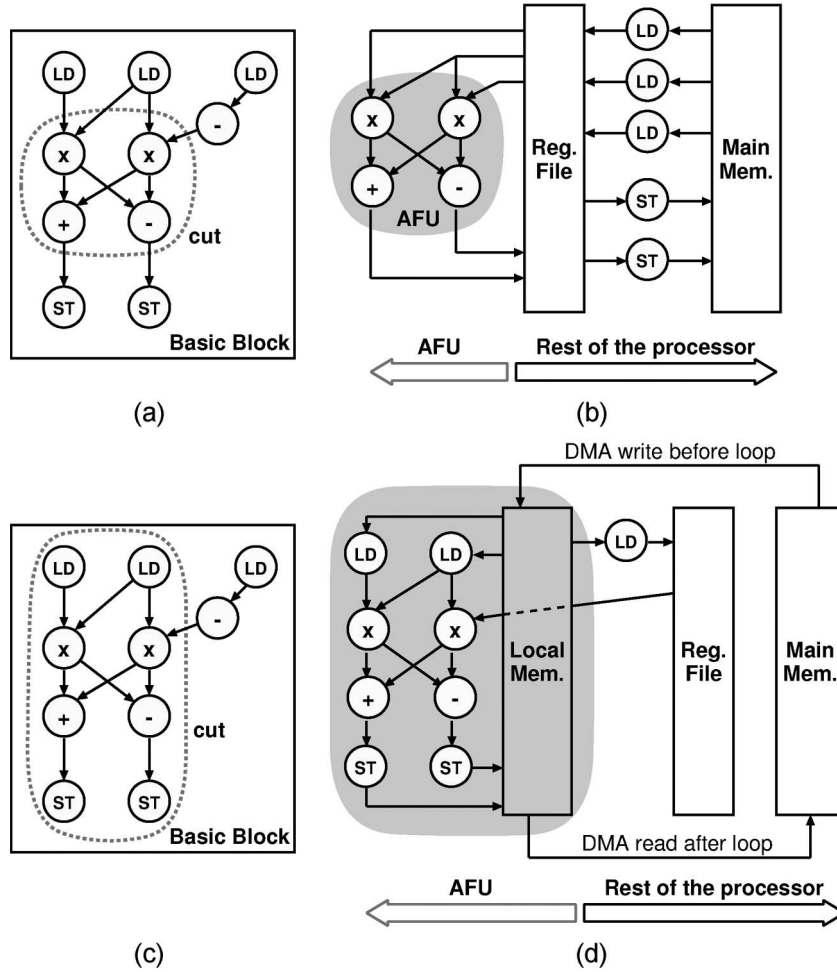 LD LD LD
-
x x
+ -
cut
ST ST
Basic Block
(a)
LD
LD
LD
x x
Reg.
File
Main
Mem.
+ -
AFU
ST
ST
AFU
Rest of the processor
(b)
LD LD LD
-
x x
+ -
cut
ST ST
Basic Block
(c)
DMA write before loop
LD LD
LD
x x
Local
Mem.
Reg.
File
Main
Mem.
+ -
ST ST
DMA read after loop
AFU
Rest of the processor
(d)